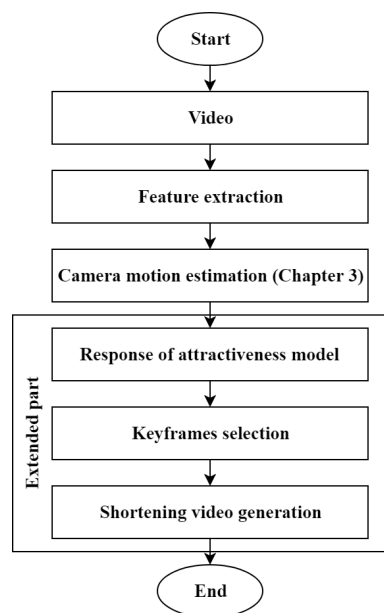 Start
Video
Feature extraction
Camera motion estimation (Chapter 3)
Extended part
Response of attractiveness model
Keyframes selection
Shortening video generation
End